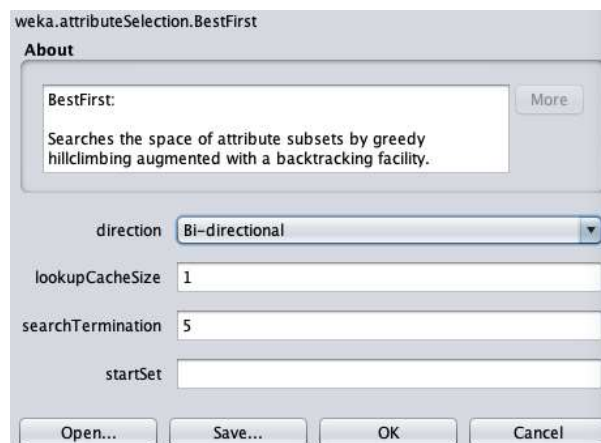 weka.attributeSelection.BestFirst
About
BestFirst:
More
Searches the space of attribute subsets by greedy
hillclimbing augmented with a backtracking facility.
direction Bi-directional
lookupCacheSize 1
searchTermination 5
startSet
Open... Save... OK Cancel